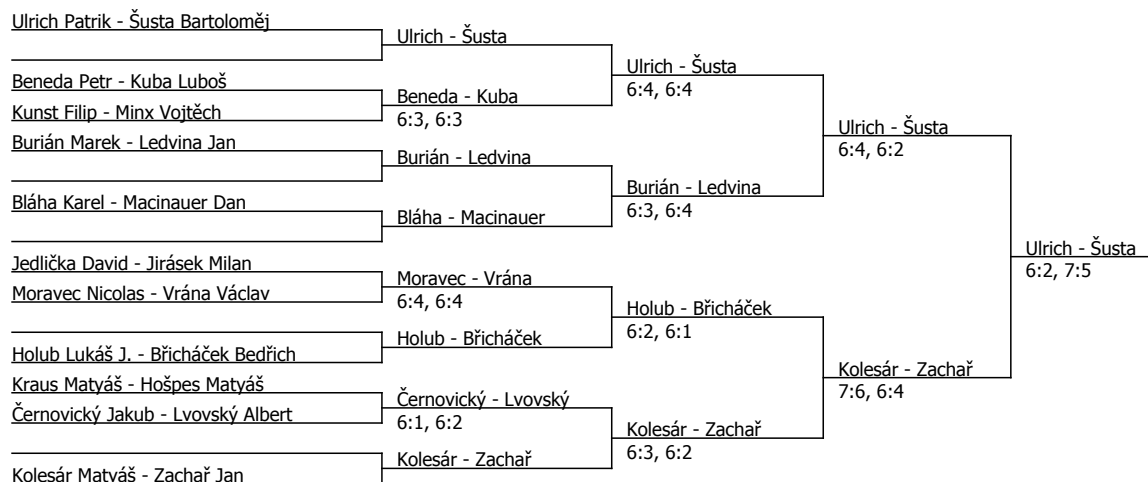 Ulrich Patrik - Šusta Bartoloměj
Beneda Petr - Kuba Luboš
Kunst Filip - Minx Vojtěch
Burián Marek - Ledvina Jan
Bláha Karel - Macinauer Dan
Jedlička David - Jirásek Milan
Moravec Nicolas - Vrána Václav
Holub Lukáš J. - Břicháček Bedřich
Kraus Matyáš - Hošpes Matyáš
Černovický Jakub - Lvovský Albert
Kolesár Matyáš - Zachař Jan
Ulrich - Šusta
Beneda - Kuba
6:3, 6:3
Burián - Ledvina
Bláha - Macinauer
Moravec - Vrána
6:4, 6:4
Holub - Břicháček
Černovický - Lvovský
6:1, 6:2
Kolesár - Zachař
Ulrich - Šusta
6:4, 6:4
Burián - Ledvina
6:3, 6:4
Holub - Břicháček
6:2, 6:1
Kolesár - Zachař
6:3, 6:2
Ulrich - Šusta
6:4, 6:2
Kolesár - Zachař
7:6, 6:4
Ulrich - Šusta
6:2, 7:5